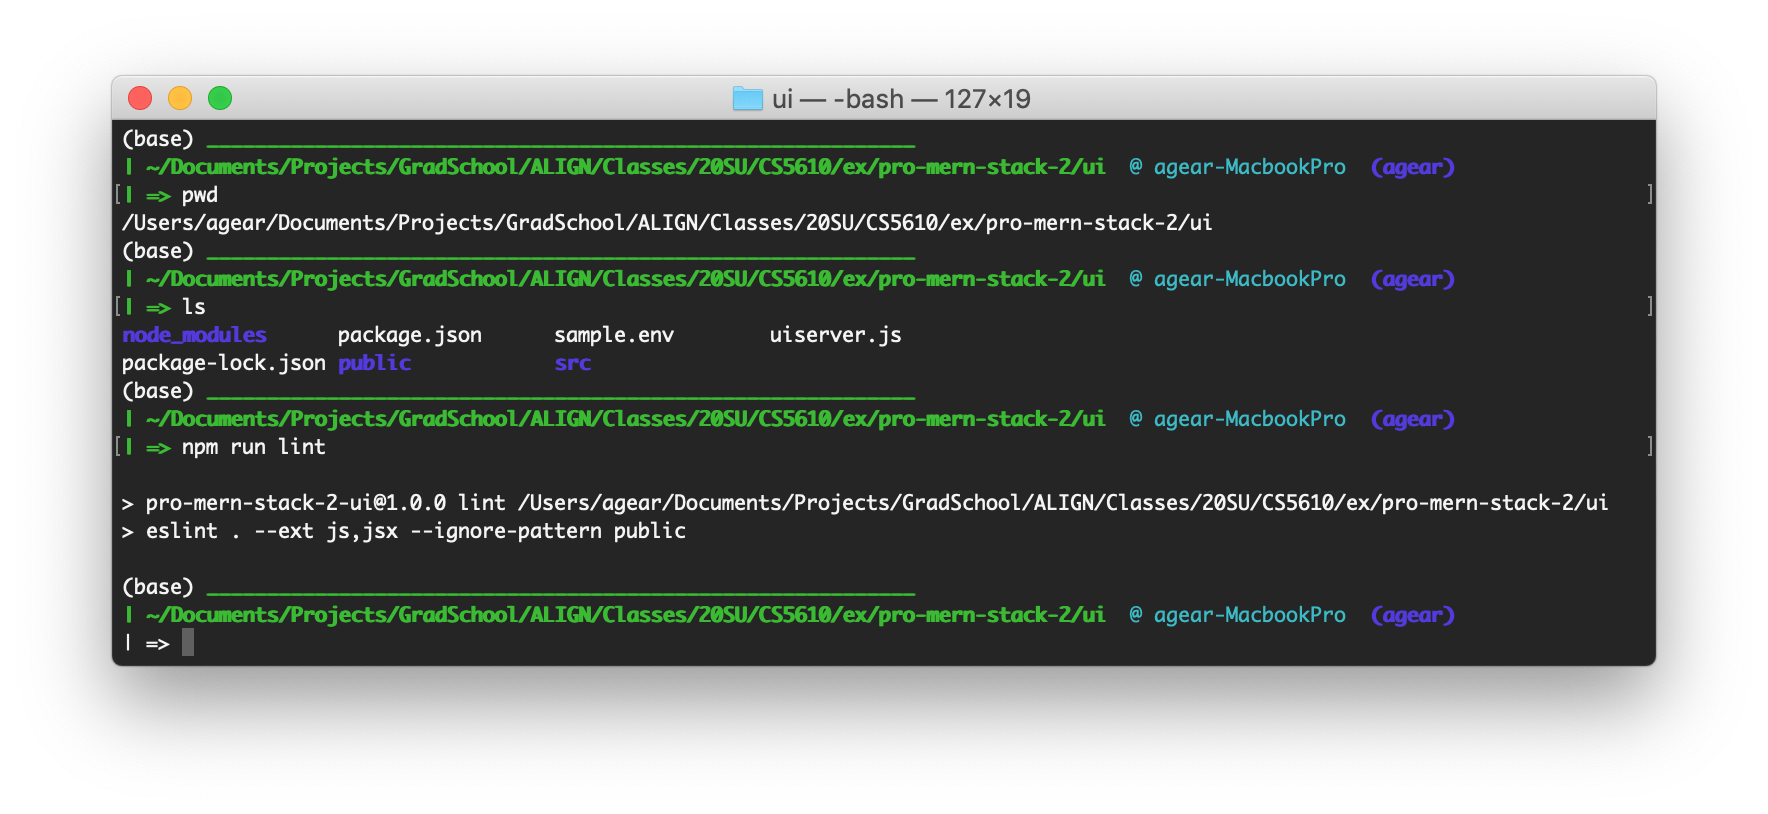 ui — -bash — 127×19
(base) ___________________________________________________________
| ~/Documents/Projects/GradSchool/ALIGN/Classes/20SU/CS5610/ex/pro-mern-stack-2/ui @ agear-MacbookPro (agear)
[| => pwd ]
/Users/agear/Documents/Projects/GradSchool/ALIGN/Classes/20SU/CS5610/ex/pro-mern-stack-2/ui
(base) ___________________________________________________________
| ~/Documents/Projects/GradSchool/ALIGN/Classes/20SU/CS5610/ex/pro-mern-stack-2/ui @ agear-MacbookPro (agear)
[| => ls ]
node_modules package.json sample.env uiserver.js
package-lock.json public src
(base) ___________________________________________________________
| ~/Documents/Projects/GradSchool/ALIGN/Classes/20SU/CS5610/ex/pro-mern-stack-2/ui @ agear-MacbookPro (agear)
[| => npm run lint ]
> pro-mern-stack-2-ui@1.0.0 lint /Users/agear/Documents/Projects/GradSchool/ALIGN/Classes/20SU/CS5610/ex/pro-mern-stack-2/ui
> eslint . --ext js,jsx --ignore-pattern public
(base) ___________________________________________________________
| ~/Documents/Projects/GradSchool/ALIGN/Classes/20SU/CS5610/ex/pro-mern-stack-2/ui @ agear-MacbookPro (agear)
| =>